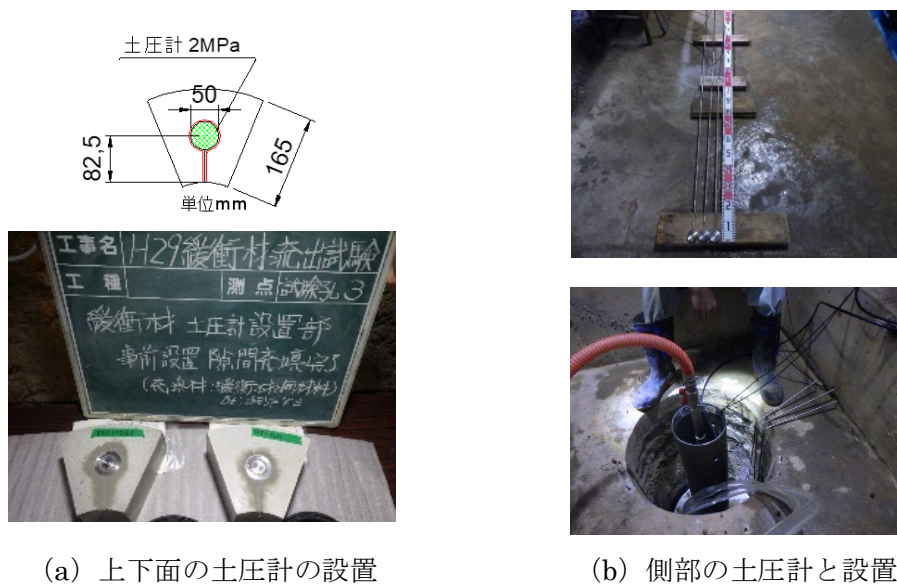 土圧計 2MPa
50
82,5
165
単位mm
工事名 H29緩衝材流出試験
工種 測点 試験孔3
緩衝材 土圧計設置部
事前設置 隙間充填完了
(a) 上下面の土圧計の設置
(b) 側部の土圧計と設置